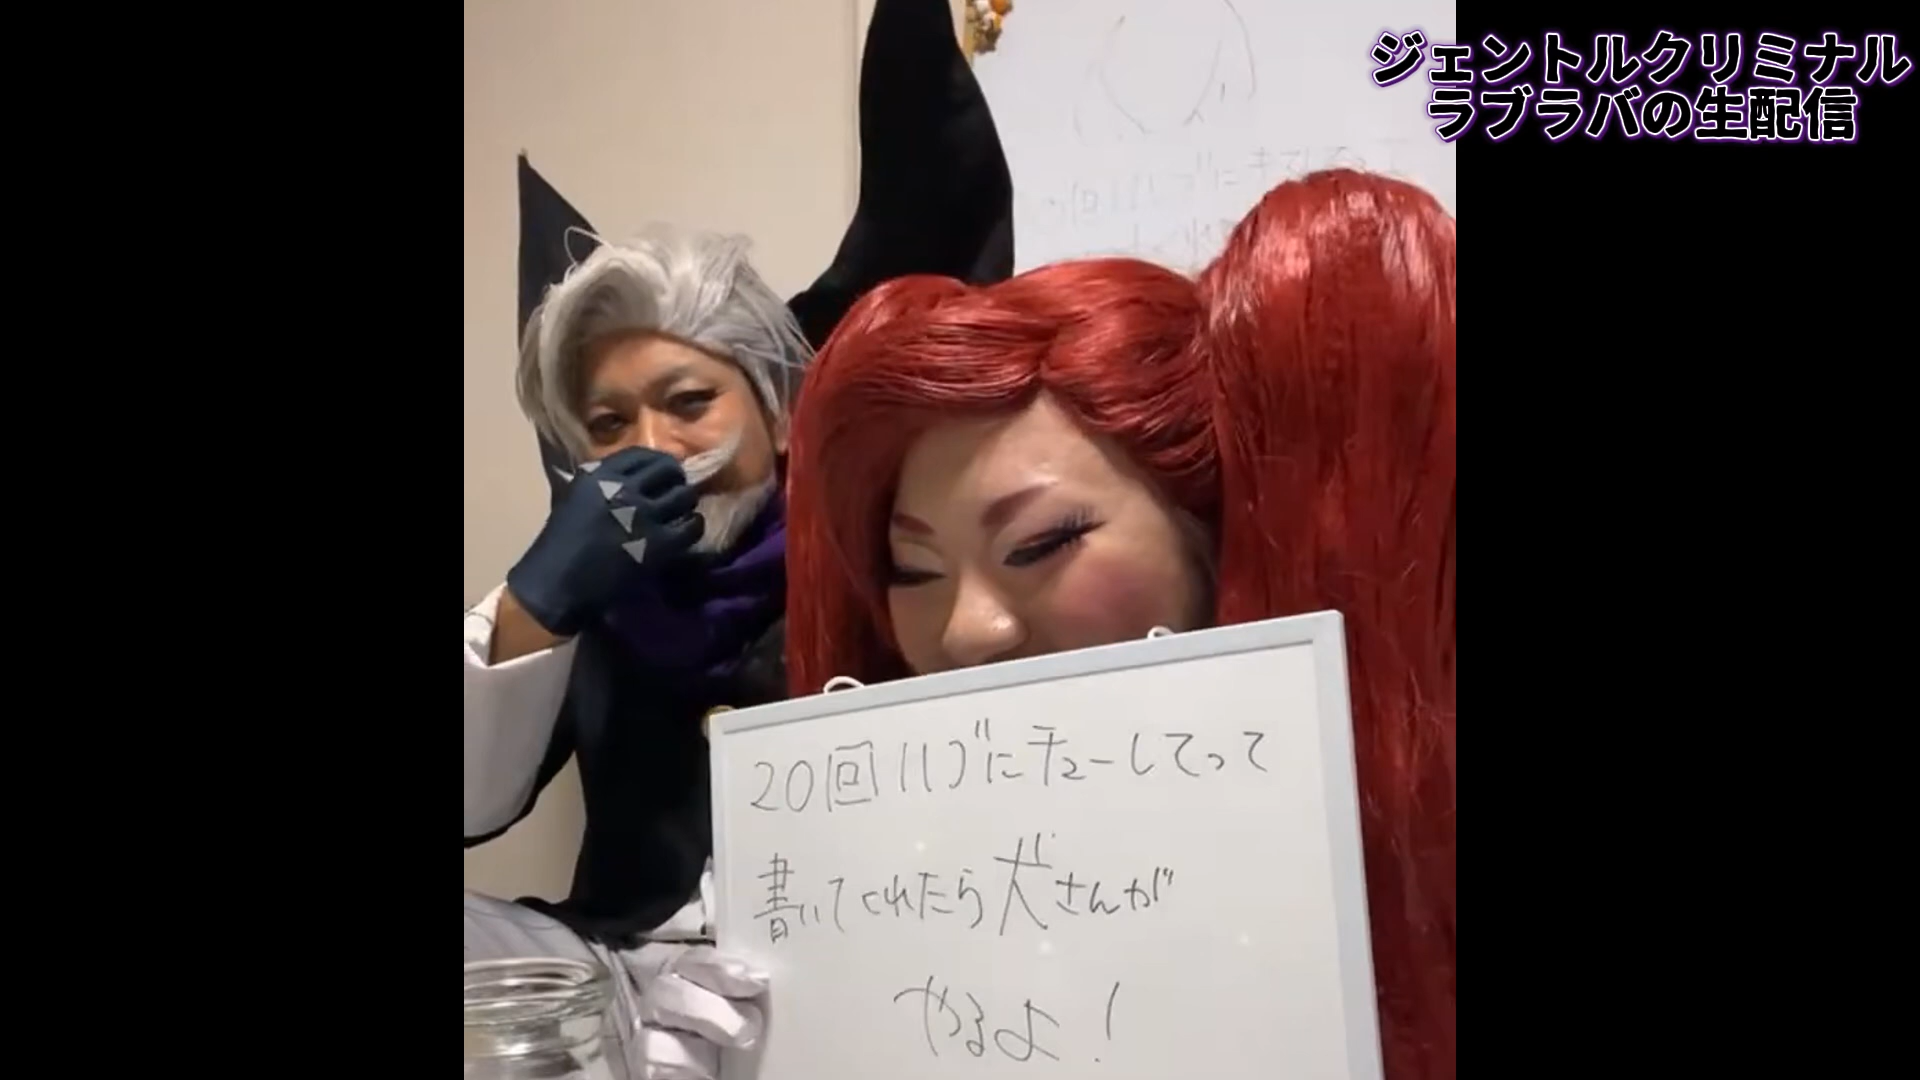 ジェントルクリミナル
ラブラバの生配信
20回ハブにチューしてって
書いてくれたら犬さんが
やるよ!